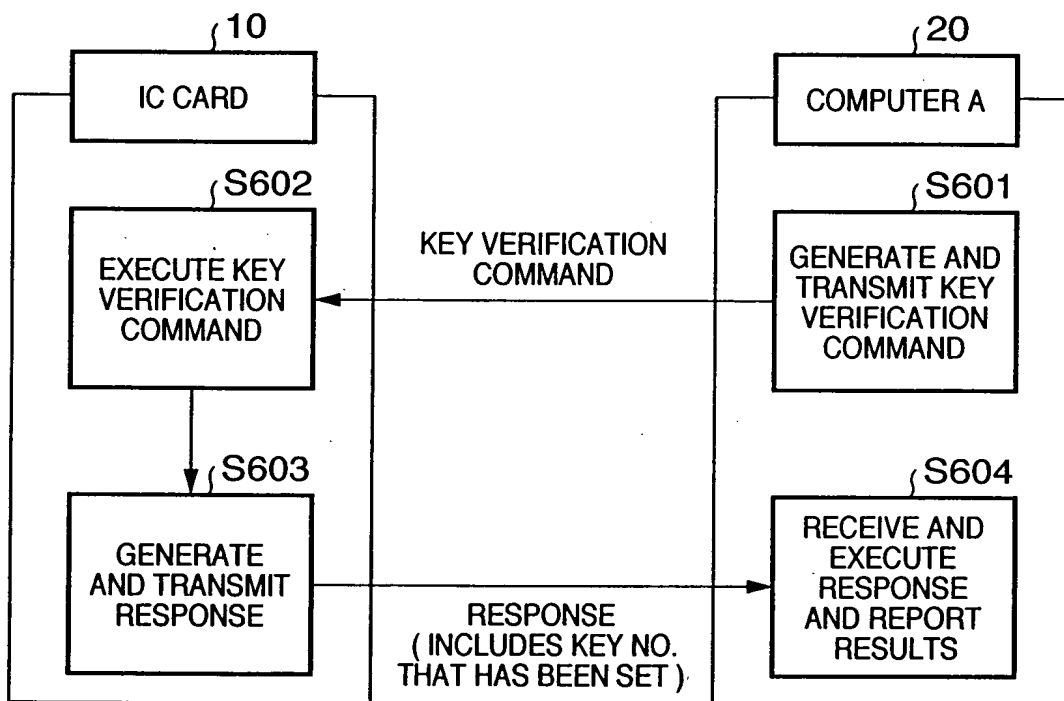 10
IC CARD
20
COMPUTER A
S602
EXECUTE KEY
VERIFICATION
COMMAND
KEY VERIFICATION
COMMAND
S601
GENERATE AND
TRANSMIT KEY
VERIFICATION
COMMAND
S603
GENERATE
AND TRANSMIT
RESPONSE
RESPONSE
( INCLUDES KEY NO.
THAT HAS BEEN SET )
S604
RECEIVE AND
EXECUTE
RESPONSE
AND REPORT
RESULTS